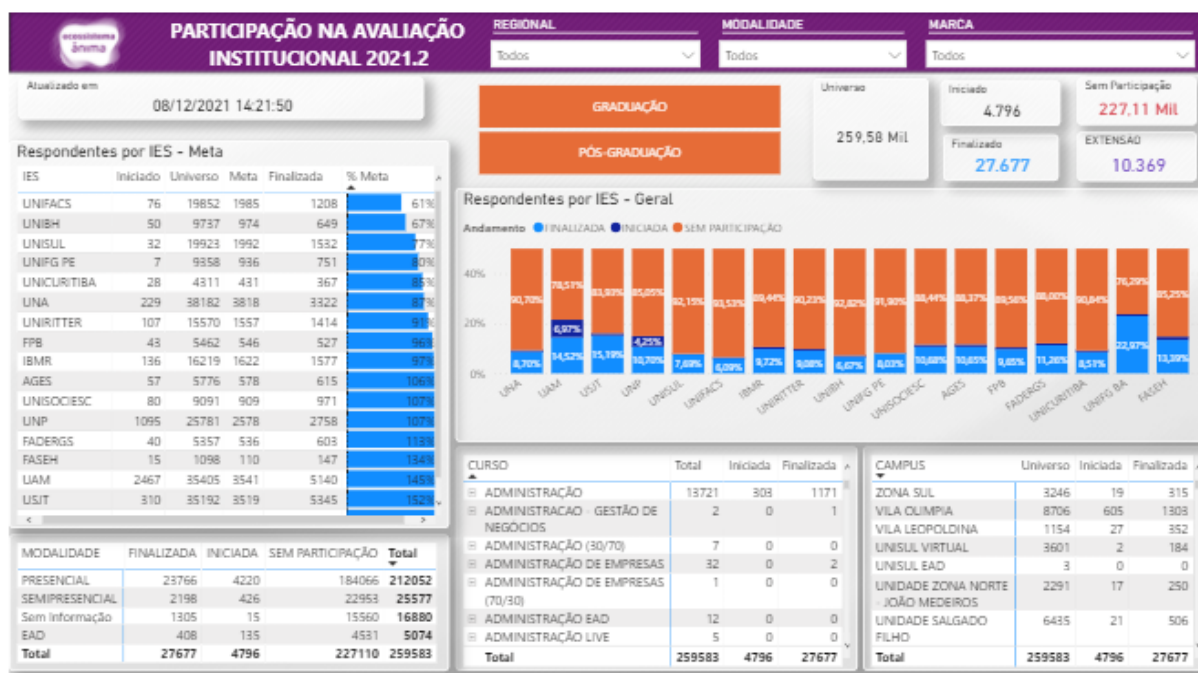 ecossistema
ânima
PARTICIPAÇÃO NA AVALIAÇÃO
INSTITUCIONAL 2021.2
REGIONAL
Todos
MODALIDADE
Todos
MARCA
Todos
Atualizado em
08/12/2021 14:21:50
GRADUAÇÃO
PÓS-GRADUAÇÃO
Universo
259,58 Mil
Iniciado
4.796
Finalizado
27.677
Sem Participação
227,11 Mil
EXTENSAO
10.369
Respondentes por IES - Meta
IES Iniciado Universo Meta Finalizada % Meta
UNIFACS 76 19852 1985 1208 61%
UNIBH 50 9737 974 649 67%
UNISUL 32 19923 1992 1532 77%
UNIFG PE 7 9358 936 751 80%
UNICURITIBA 28 4311 431 367 85%
UNA 229 38182 3818 3322 87%
UNIRITTER 107 15570 1557 1414 91%
FPB 43 5462 546 527 96%
IBMR 136 16219 1622 1577 97%
AGES 57 5776 578 615 106%
UNISOCIESC 80 9091 909 971 107%
UNP 1095 25781 2578 2758 107%
FADERGS 40 5357 536 603 113%
FASEH 15 1098 110 147 134%
UAM 2467 35405 3541 5140 145%
USJT 310 35192 3519 5345 152%
Respondentes por IES - Geral
Andamento FINALIZADA INICIADA SEM PARTICIPAÇÃO
40%
20%
0%
90,70% 78,51% 83,93% 85,05% 92,15% 93,53% 89,44% 90,23% 92,82% 91,90% 88,44% 88,37% 89,56% 88,00% 90,84% 76,29% 85,25%
6,97% 4,25%
8,70% 14,52% 15,19% 10,70% 7,69% 6,09% 9,72% 9,08% 6,67% 8,03% 10,68% 10,65% 9,65% 11,26% 8,51% 22,97% 13,39%
UNA UAM USJT UNP UNISUL UNIFACS IBMR UNIRITTER UNIBH UNIFG PE UNISOCIESC AGES FPB FADERGS UNICURITIBA UNIFG BA FASEH
MODALIDADE FINALIZADA INICIADA SEM PARTICIPAÇÃO Total
PRESENCIAL 23766 4220 184066 212052
SEMIPRESENCIAL 2198 426 22953 25577
Sem Informação 1305 15 15560 16880
EAD 408 135 4531 5074
Total 27677 4796 227110 259583
CURSO Total Iniciada Finalizada
ADMINISTRAÇÃO 13721 303 1171
ADMINISTRACAO - GESTÃO DE 2 0 1
NEGÓCIOS
ADMINISTRAÇÃO (30/70) 7 0 0
ADMINISTRAÇÃO DE EMPRESAS 32 0 2
ADMINISTRAÇÃO DE EMPRESAS 1 0 0
(70/30)
ADMINISTRAÇÃO EAD 12 0 0
ADMINISTRAÇÃO LIVE 5 0 0
Total 259583 4796 27677
CAMPUS Universo Iniciada Finalizada
ZONA SUL 3246 19 315
VILA OLIMPIA 8706 605 1303
VILA LEOPOLDINA 1154 27 352
UNISUL VIRTUAL 3601 2 184
UNISUL EAD 3 0 0
UNIDADE ZONA NORTE 2291 17 250
- JOÃO MEDEIROS
UNIDADE SALGADO 6435 21 506
FILHO
Total 259583 4796 27677